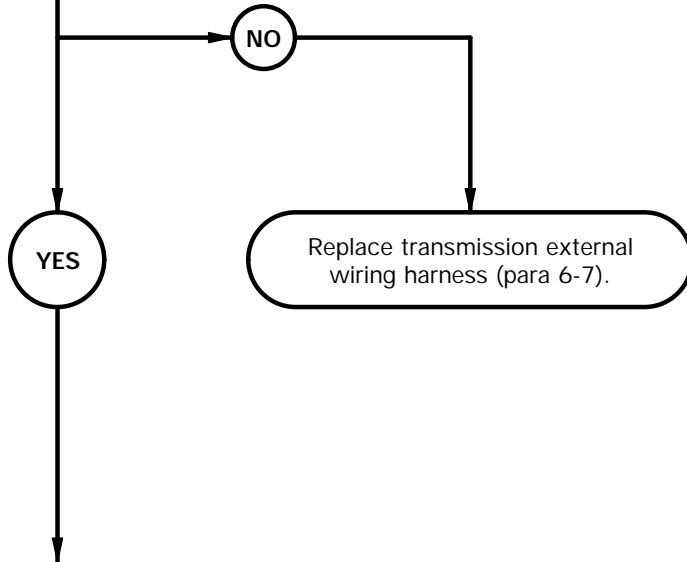 NO
YES
Replace transmission external
wiring harness (para 6-7).